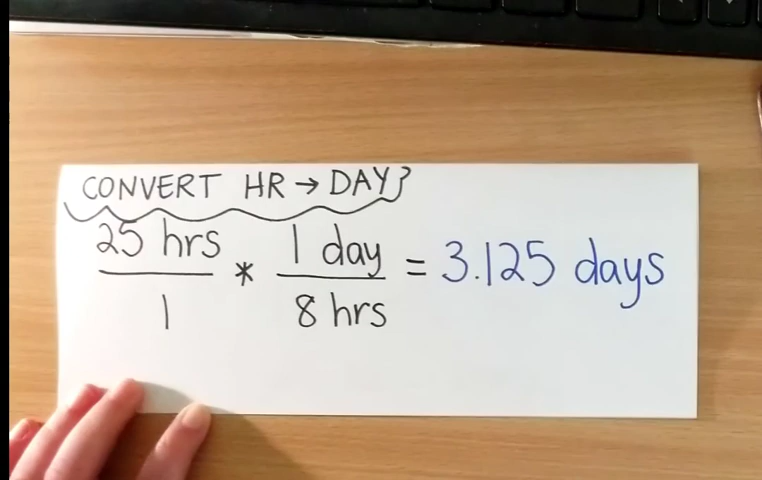 CONVERT HR → DAY
25 hrs / 1 * 1 day / 8 hrs = 3.125 days